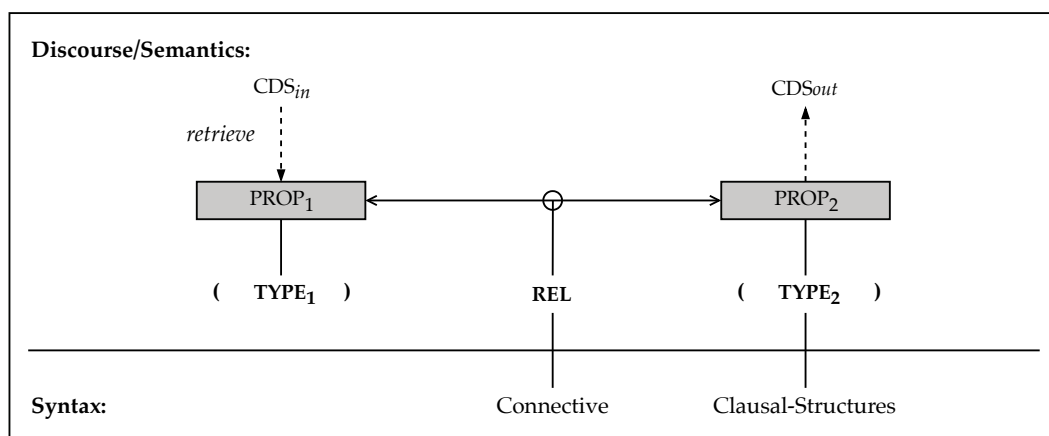 Discourse/Semantics:
CDSin CDSout
retrieve
PROP1 PROP2
( TYPE1 ) REL ( TYPE2 )
Syntax: Connective Clausal-Structures